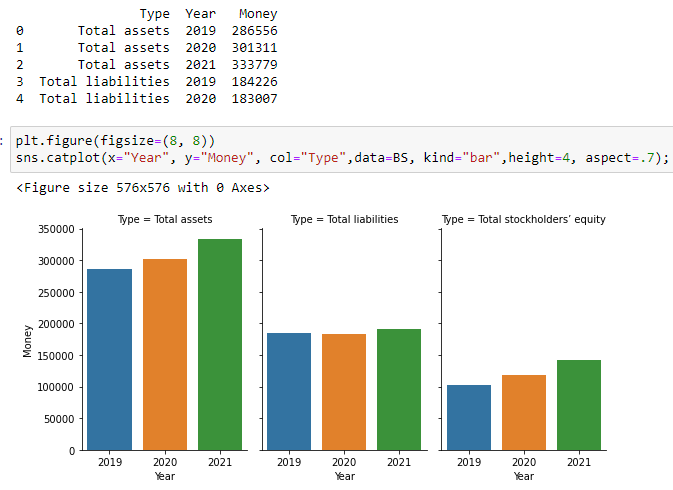 Type Year Money
0 Total assets 2019 286556
1 Total assets 2020 301311
2 Total assets 2021 333779
3 Total liabilities 2019 184226
4 Total liabilities 2020 183007
: plt.figure(figsize=(8, 8))
sns.catplot(x="Year", y="Money", col="Type",data=BS, kind="bar",height=4, aspect=.7);
<Figure size 576x576 with 0 Axes>
Type = Total assets Type = Total liabilities Type = Total stockholders’ equity
350000
300000
250000
200000
150000
100000
50000
0
Money
2019 2020 2021 2019 2020 2021 2019 2020 2021
Year Year Year